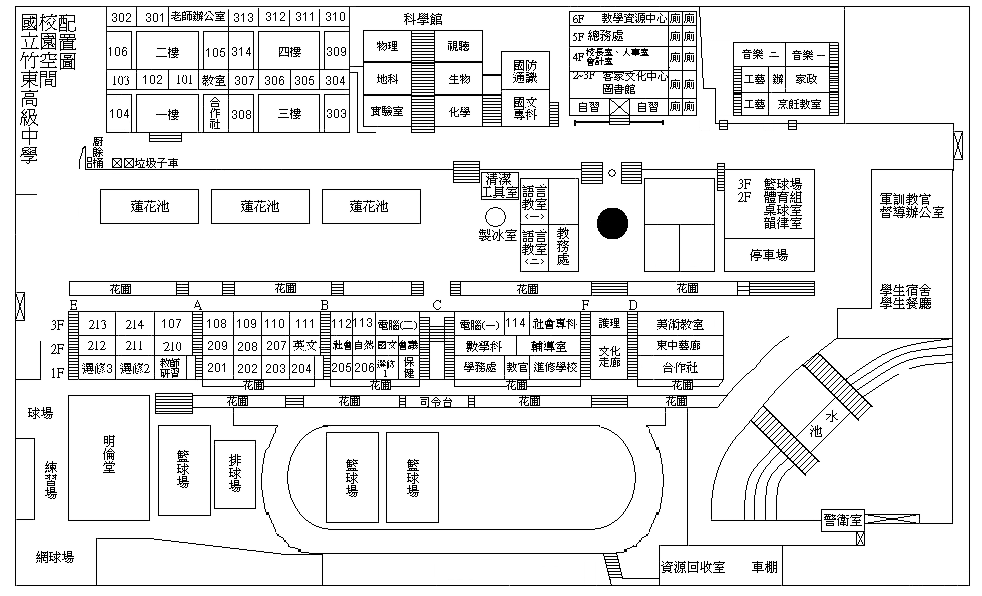 國立竹東高級中學
校園空間
配置圖
302 301 老師辦公室 313 312 311 310
106 二樓 105 314 四樓 309
103 102 101 教室 307 306 305 304
104 一樓 合作社 308 三樓 303
科學館
物理 視聽
地科 生物
實驗室 化學
國防通識
國文專科
6F 教學資源中心 廁 廁
5F 總務處 廁 廁
4F 校長室、人事室 會計室 廁 廁
2~3F 客家文化中心 圖書館 廁 廁
自習 自習 廁 廁
音樂 二 音樂 一
工藝 辦 家政
工藝 烹飪教室
廚餘桶
垃圾子車
蓮花池 蓮花池 蓮花池
清潔工具室
製冰室
語言教室<一>
語言教室<二>
教務處
3F 籃球場
2F 體育組
桌球室
韻律室
停車場
軍訓教官
督導辦公室
學生宿舍
學生餐廳
花圃 花圃 花圃 花圃
E A B C F D
3F 213 214 107 108 109 110 111 112 113 電腦(二) 電腦(一) 114 社會專科 護理 美術教室
2F 212 211 210 209 208 207 英文 社會 自然 國文 會議 數學科 輔導室 文化走廊 東中藝廊
1F 選修3 選修2 教師研習 201 202 203 204 205 206 選修1 保健 學務處 教官 進修學校 合作社
花圃 花圃 花圃 花圃
花圃 花圃 司令台 花圃 花圃
球場
練習場
網球場
明倫堂
籃球場
排球場
籃球場
籃球場
水池
警衛室
資源回收室 車棚